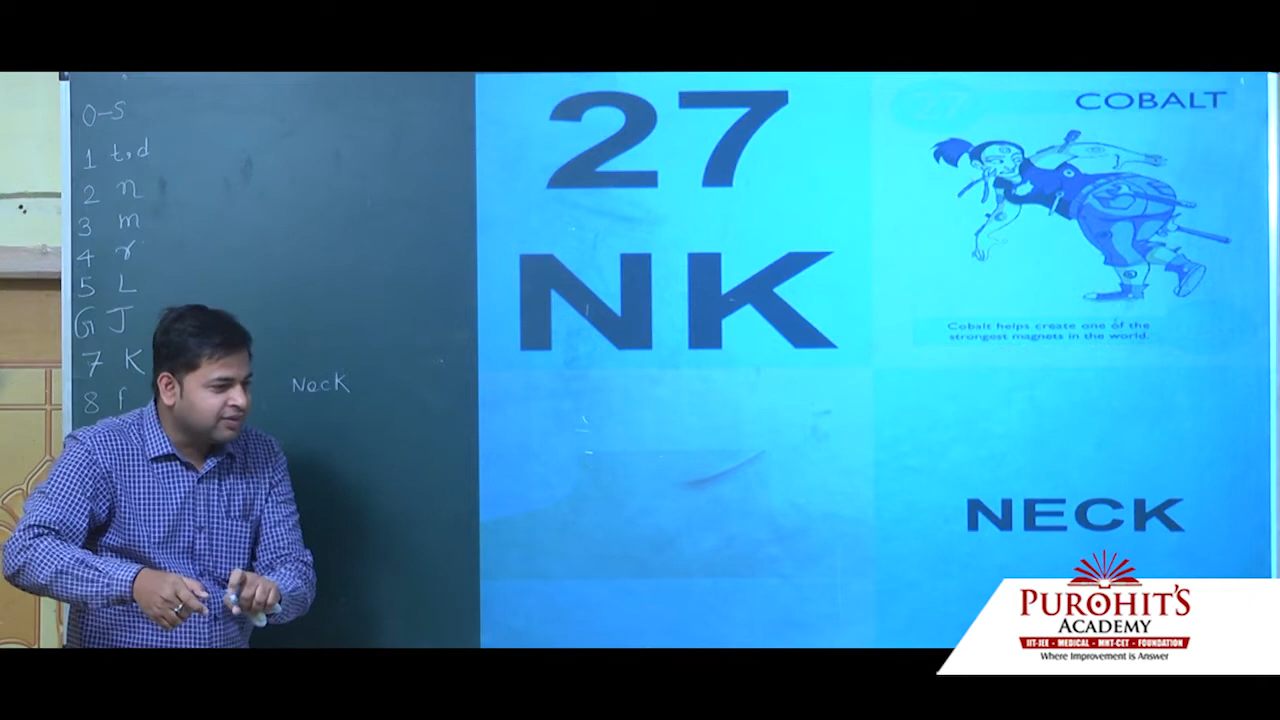 0-S
1 t, d
2 n
3 m
4 r
5 L
6 J
7 K
8 f
Neck
27
NK
27
COBALT
Cobalt helps create one of the
strongest magnets in the world.
NECK
PUROHIT'S
ACADEMY
IIT-JEE - MEDICAL - MHT-CET - FOUNDATION
Where Improvement is Answer